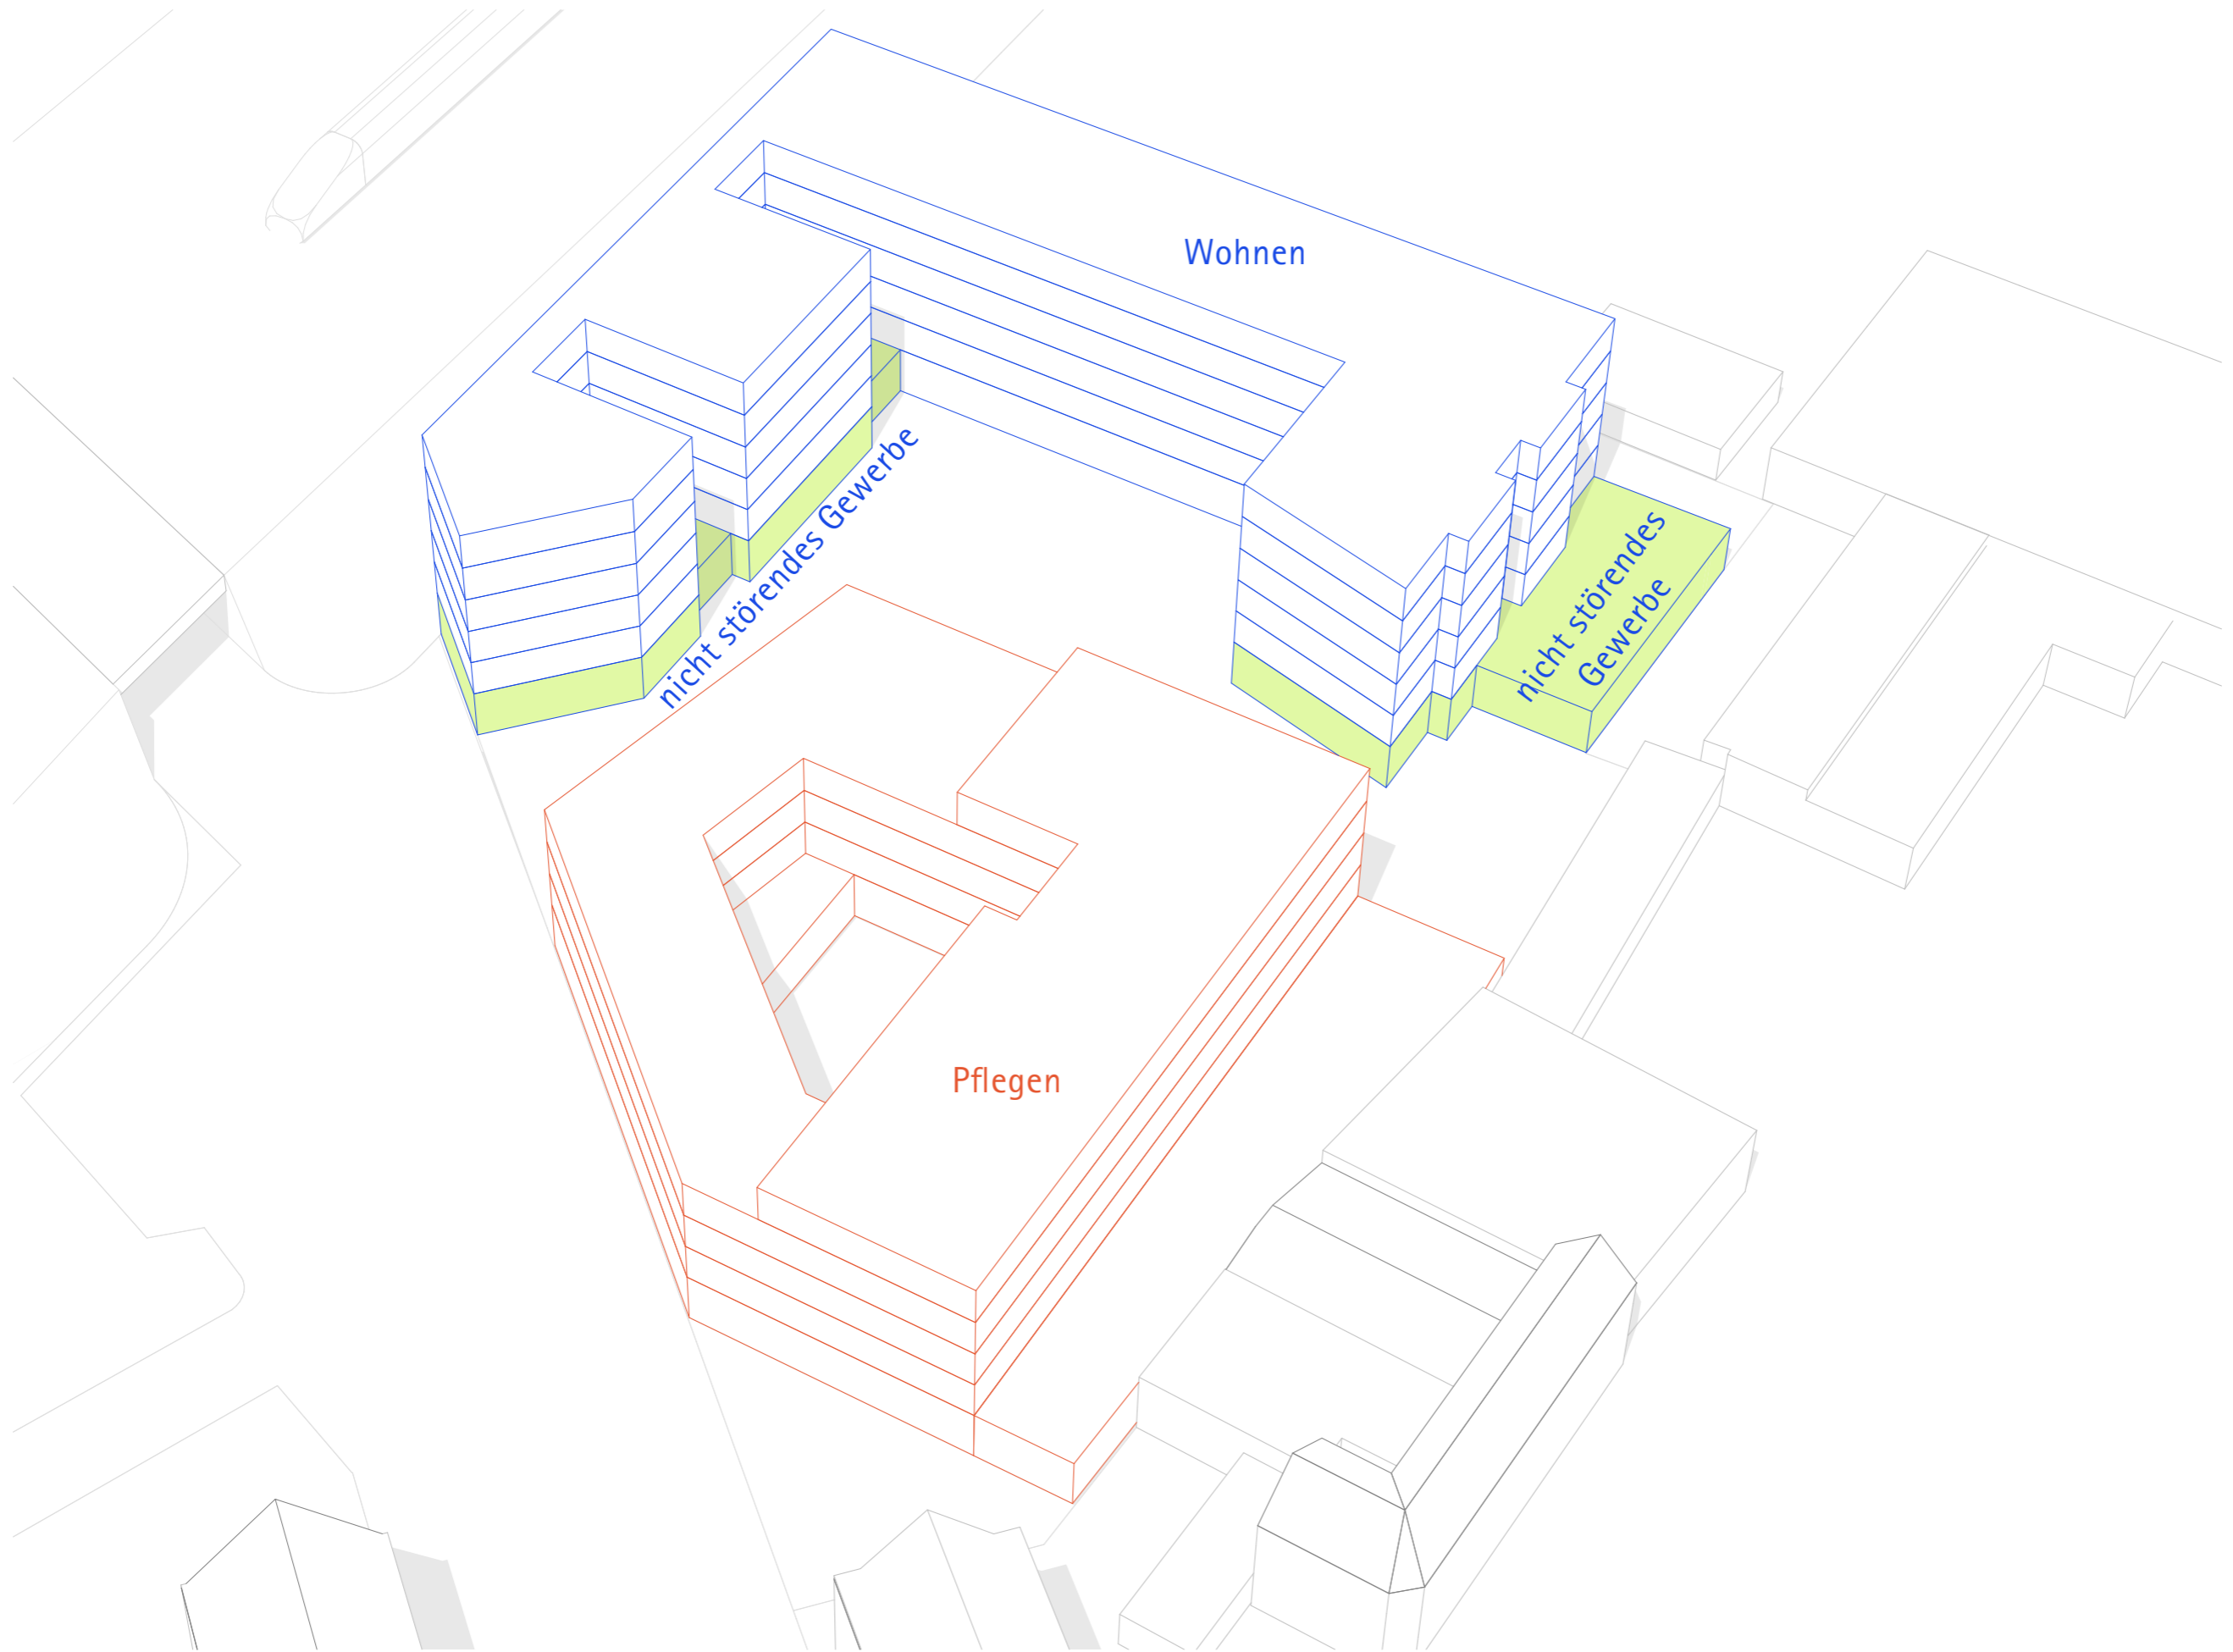 Wohnen
nicht störendes Gewerbe
nicht störendes
Gewerbe
Pflegen